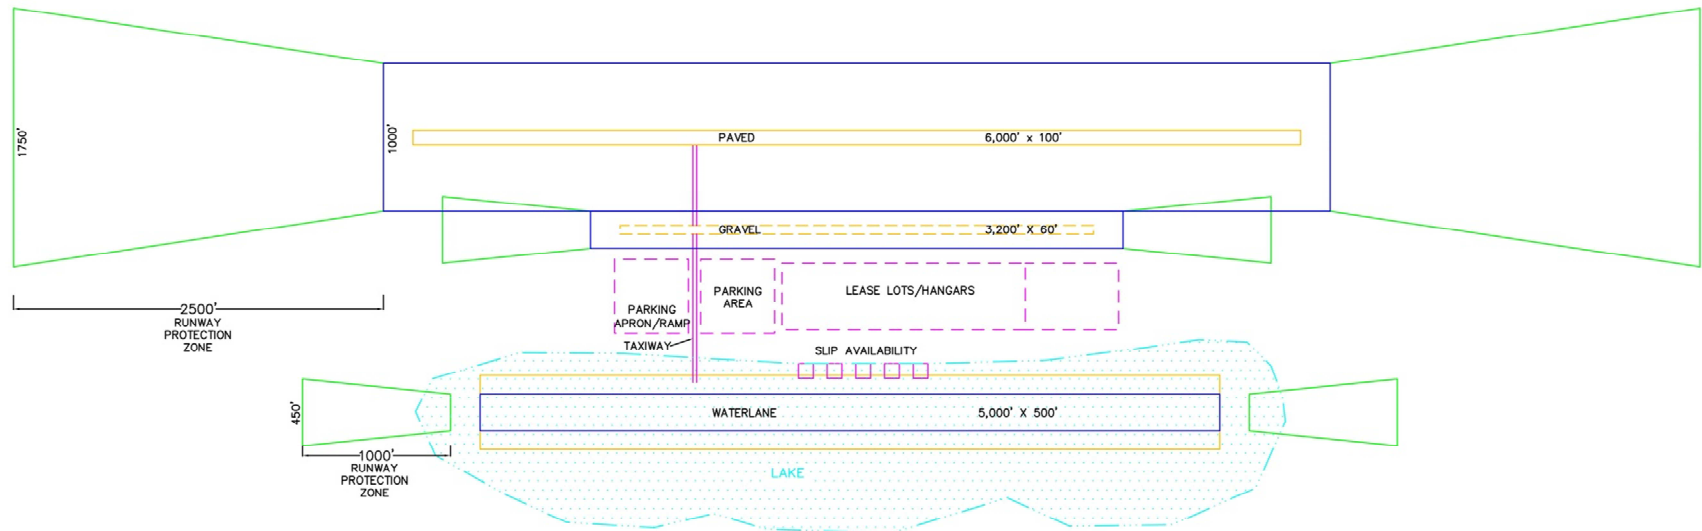 1750'
1000'
PAVED
6,000' x 100'
GRAVEL
3,200' X 60'
2500'
RUNWAY
PROTECTION
ZONE
PARKING
APRON/RAMP
PARKING
AREA
LEASE LOTS/HANGARS
TAXIWAY
SLIP AVAILABILITY
450'
WATERLANE
5,000' X 500'
1000'
RUNWAY
PROTECTION
ZONE
LAKE